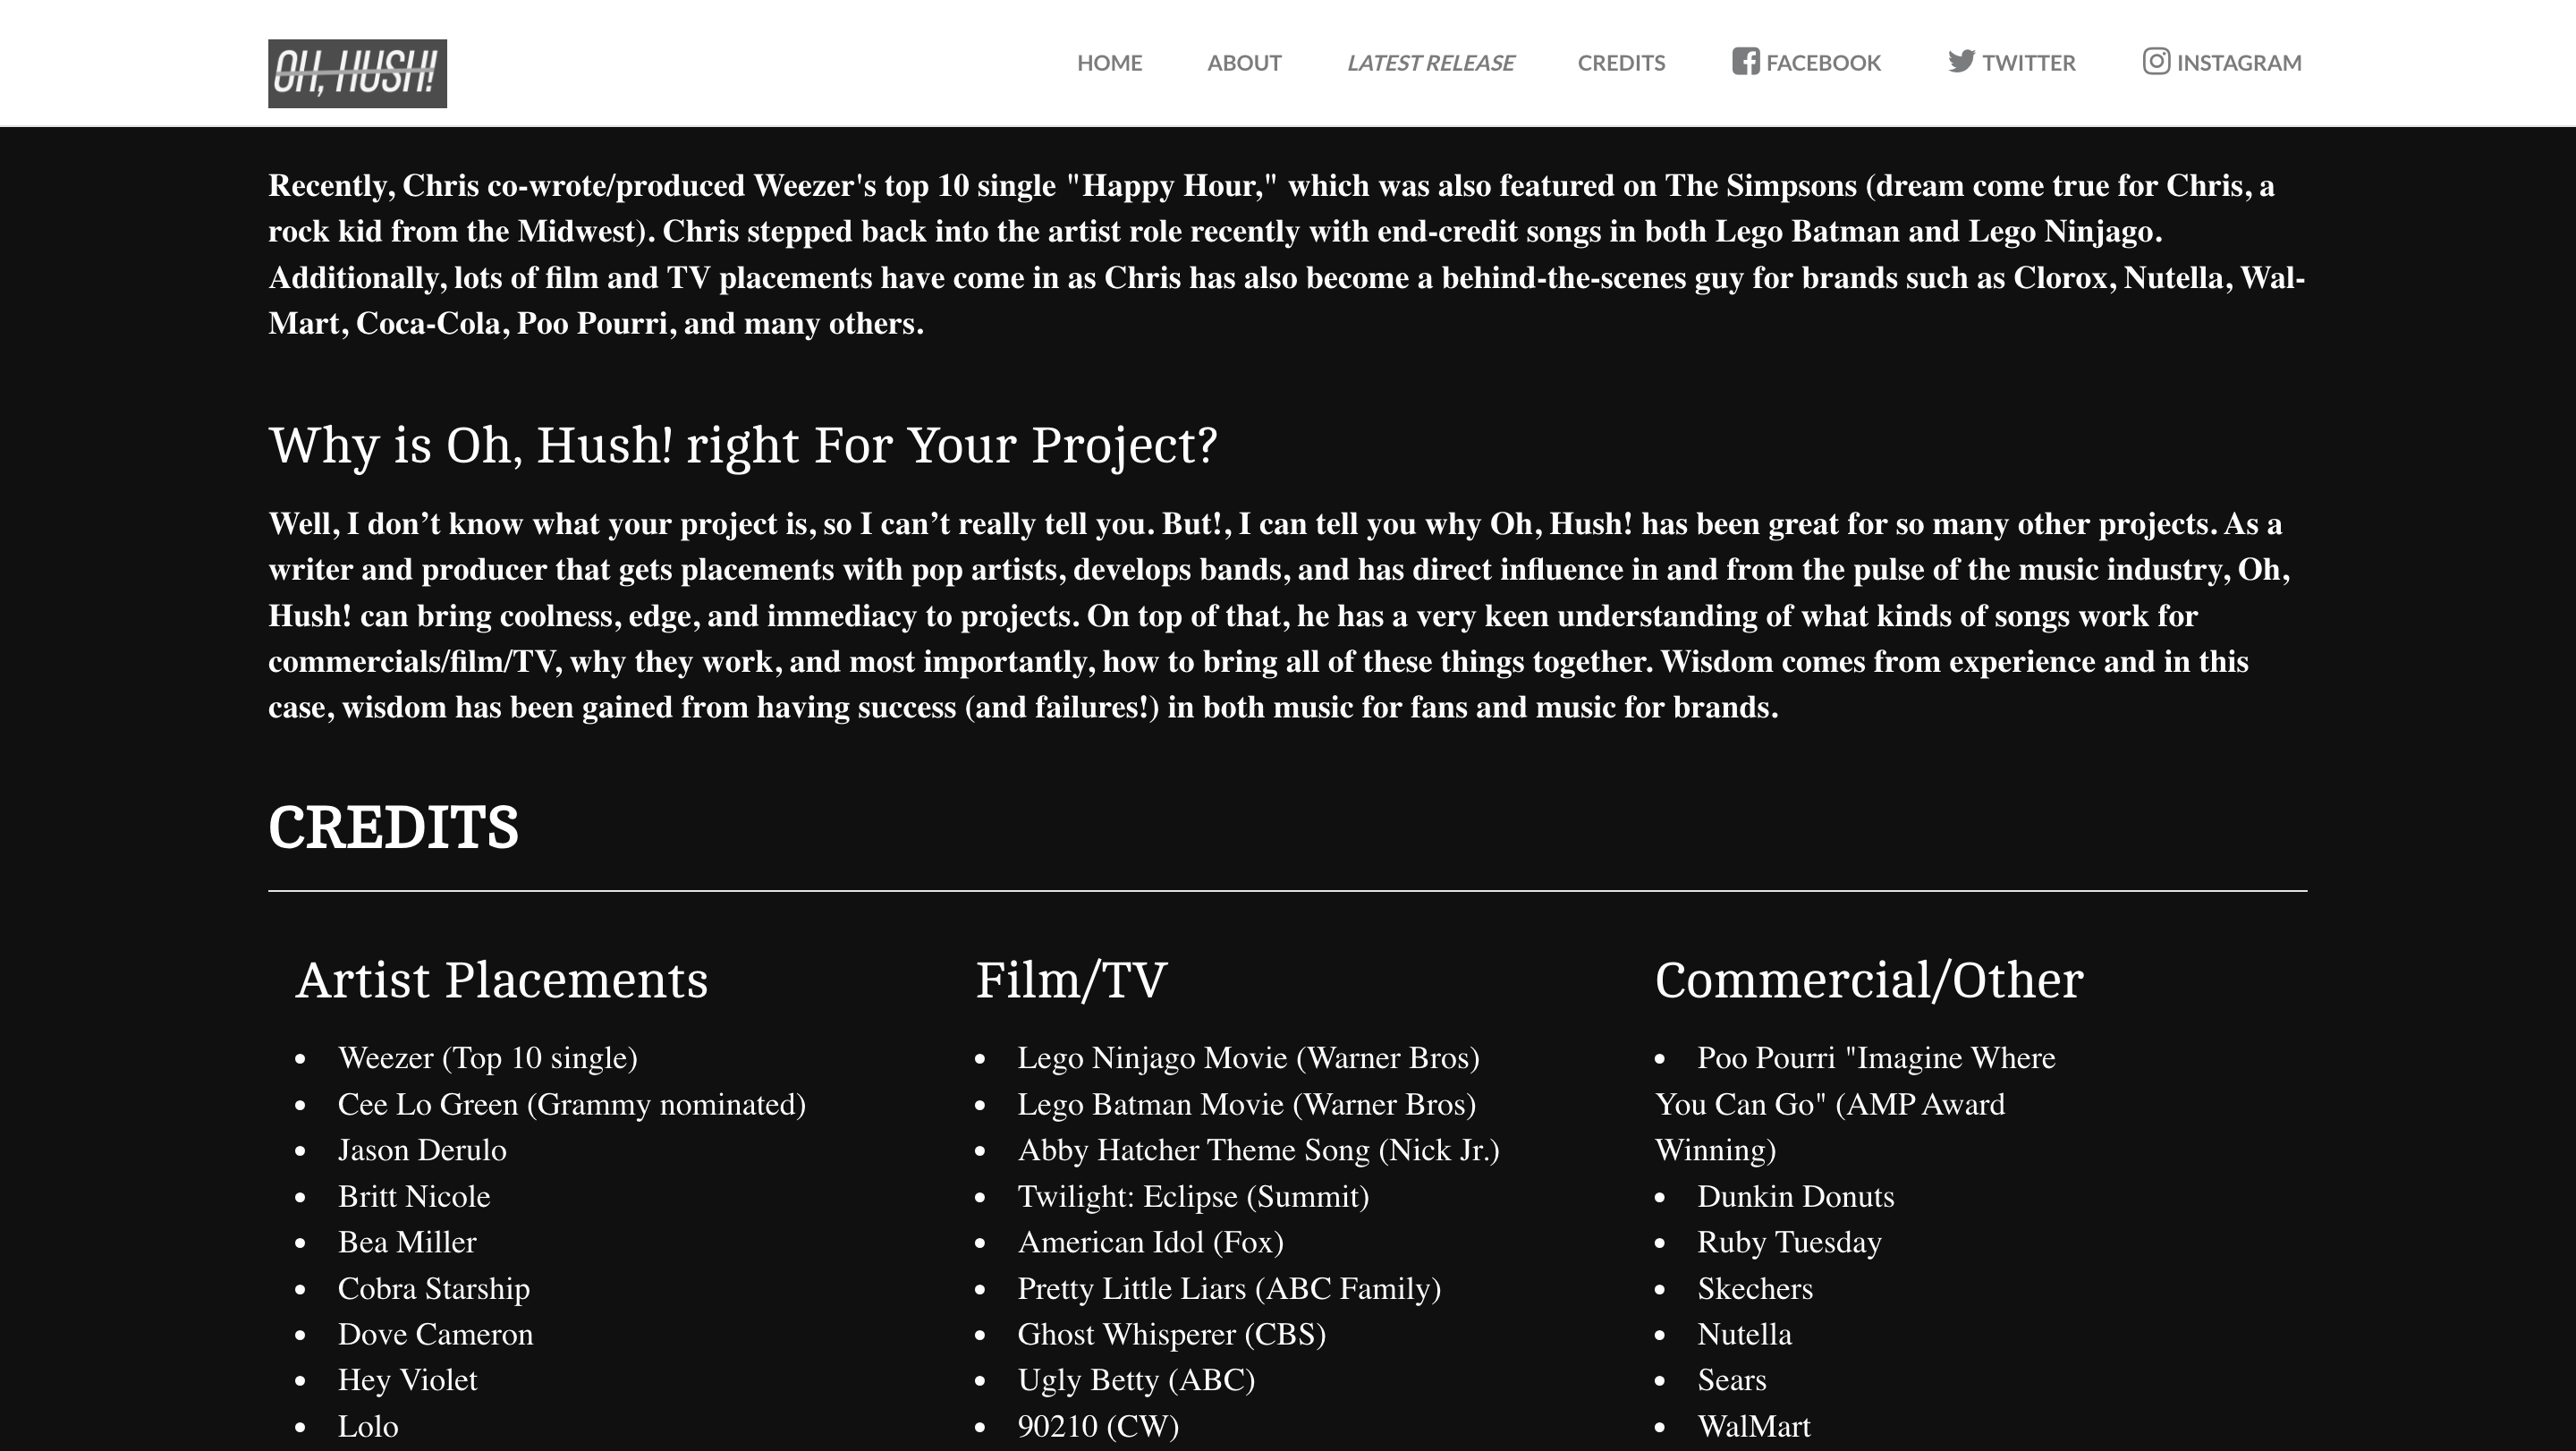 OH, HUSH!
HOME ABOUT LATEST RELEASE CREDITS FACEBOOK TWITTER INSTAGRAM
Recently, Chris co-wrote/produced Weezer's top 10 single "Happy Hour," which was also featured on The Simpsons (dream come true for Chris, a
rock kid from the Midwest). Chris stepped back into the artist role recently with end-credit songs in both Lego Batman and Lego Ninjago.
Additionally, lots of film and TV placements have come in as Chris has also become a behind-the-scenes guy for brands such as Clorox, Nutella, Wal-
Mart, Coca-Cola, Poo Pourri, and many others.
Why is Oh, Hush! right For Your Project?
Well, I don’t know what your project is, so I can’t really tell you. But!, I can tell you why Oh, Hush! has been great for so many other projects. As a
writer and producer that gets placements with pop artists, develops bands, and has direct influence in and from the pulse of the music industry, Oh,
Hush! can bring coolness, edge, and immediacy to projects. On top of that, he has a very keen understanding of what kinds of songs work for
commercials/film/TV, why they work, and most importantly, how to bring all of these things together. Wisdom comes from experience and in this
case, wisdom has been gained from having success (and failures!) in both music for fans and music for brands.
CREDITS
Artist Placements
• Weezer (Top 10 single)
• Cee Lo Green (Grammy nominated)
• Jason Derulo
• Britt Nicole
• Bea Miller
• Cobra Starship
• Dove Cameron
• Hey Violet
• Lolo
Film/TV
• Lego Ninjago Movie (Warner Bros)
• Lego Batman Movie (Warner Bros)
• Abby Hatcher Theme Song (Nick Jr.)
• Twilight: Eclipse (Summit)
• American Idol (Fox)
• Pretty Little Liars (ABC Family)
• Ghost Whisperer (CBS)
• Ugly Betty (ABC)
• 90210 (CW)
Commercial/Other
• Poo Pourri "Imagine Where
You Can Go" (AMP Award
Winning)
• Dunkin Donuts
• Ruby Tuesday
• Skechers
• Nutella
• Sears
• WalMart